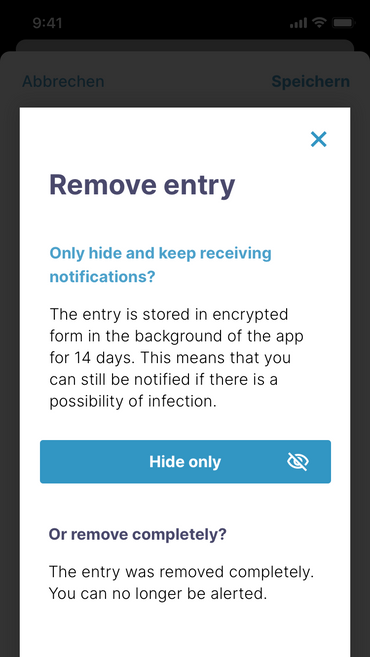 9:41
Abbrechen Speichern
Remove entry
Only hide and keep receiving
notifications?
The entry is stored in encrypted
form in the background of the app
for 14 days. This means that you
can still be notified if there is a
possibility of infection.
Hide only
Or remove completely?
The entry was removed completely.
You can no longer be alerted.